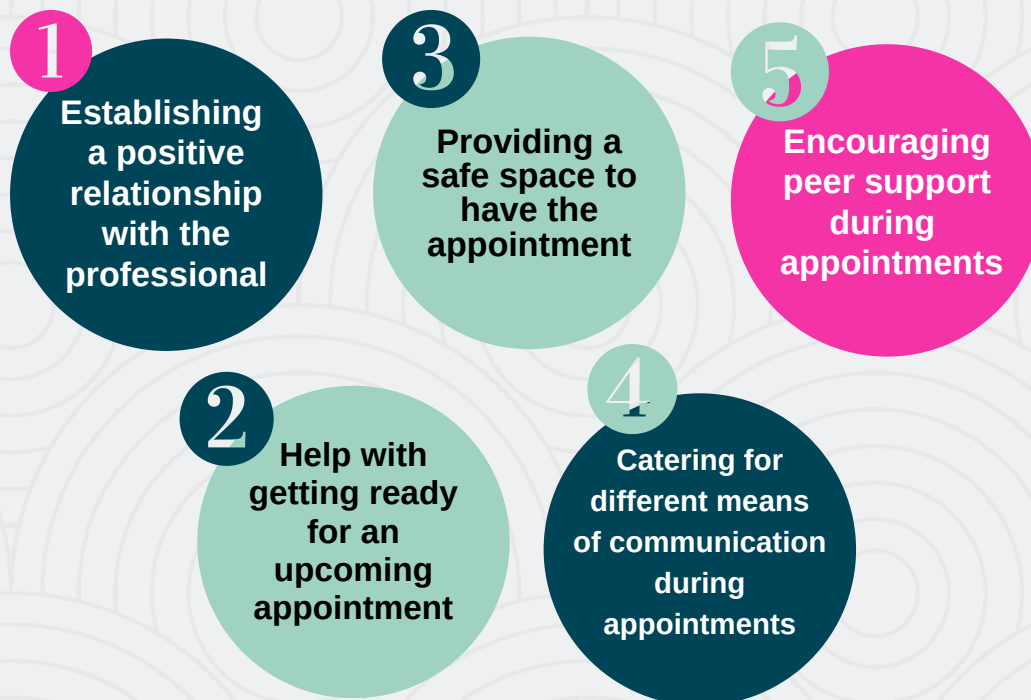 1
Establishing
a positive
relationship
with the
professional
2
Help with
getting ready
for an
upcoming
appointment
3
Providing a
safe space to
have the
appointment
4
Catering for
different means
of communication
during
appointments
5
Encouraging
peer support
during
appointments